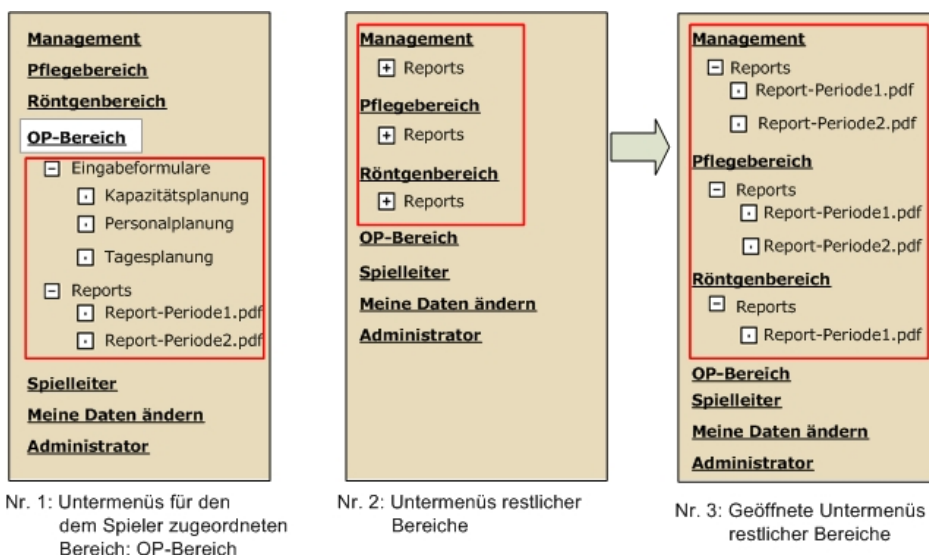 Management
Pflegebereich
Röntgenbereich
OP-Bereich
Eingabeformulare
Kapazitätsplanung
Personalplanung
Tagesplanung
Reports
Report-Periode1.pdf
Report-Periode2.pdf
Spielleiter
Meine Daten ändern
Administrator
Nr. 1: Untermenüs für den
dem Spieler zugeordneten
Bereich: OP-Bereich
Management
Reports
Pflegebereich
Reports
Röntgenbereich
Reports
OP-Bereich
Spielleiter
Meine Daten ändern
Administrator
Nr. 2: Untermenüs restlicher
Bereiche
Management
Reports
Report-Periode1.pdf
Report-Periode2.pdf
Pflegebereich
Reports
Report-Periode1.pdf
Report-Periode2.pdf
Röntgenbereich
Reports
Report-Periode1.pdf
OP-Bereich
Spielleiter
Meine Daten ändern
Administrator
Nr. 3: Geöffnete Untermenüs
restlicher Bereiche